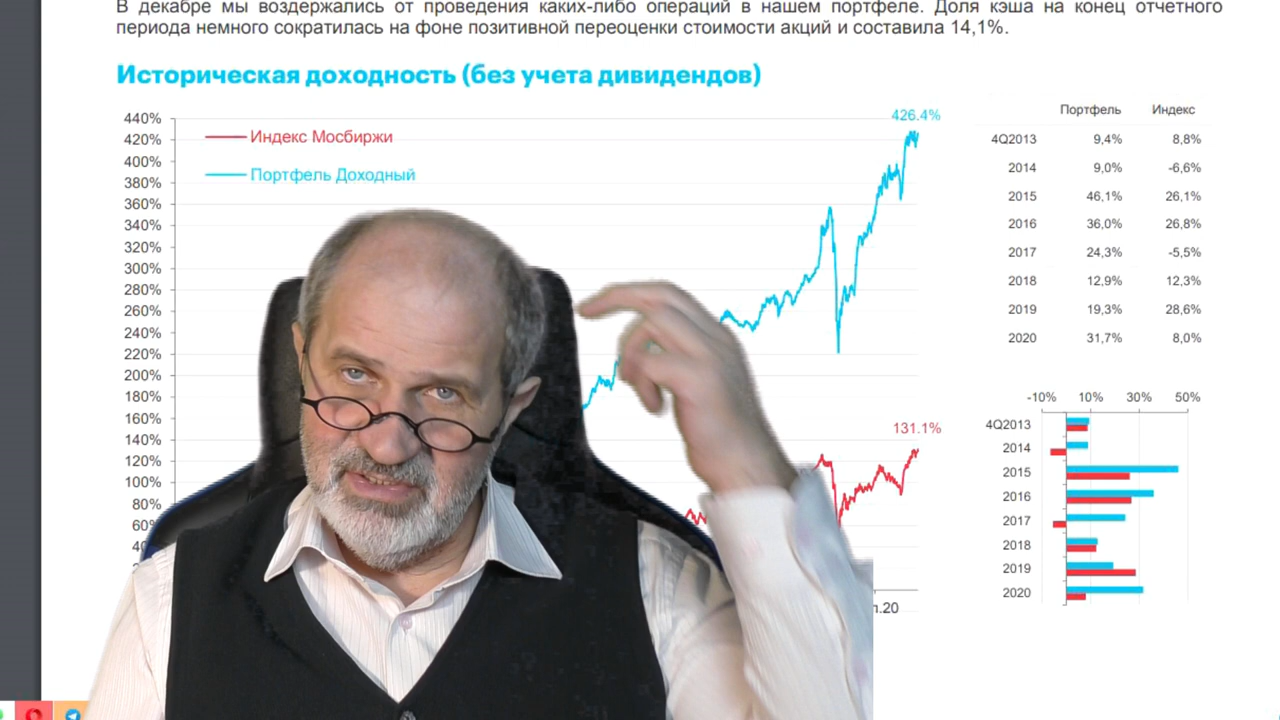 В декабре мы воздержались от проведения каких-либо операций в нашем портфеле. Доля кэша на конец отчетного
периода немного сократилась на фоне позитивной переоценки стоимости акций и составила 14,1%.
Историческая доходность (без учета дивидендов)
440%
420%
400%
380%
360%
340%
320%
300%
280%
260%
240%
220%
200%
180%
160%
140%
120%
100%
80%
60%
Индекс Мосбиржи
Портфель Доходный
426.4%
131.1%
Портфель Индекс
4Q2013 9,4% 8,8%
2014 9,0% -6,6%
2015 46,1% 26,1%
2016 36,0% 26,8%
2017 24,3% -5,5%
2018 12,9% 12,3%
2019 19,3% 28,6%
2020 31,7% 8,0%
-10% 10% 30% 50%
4Q2013
2014
2015
2016
2017
2018
2019
2020